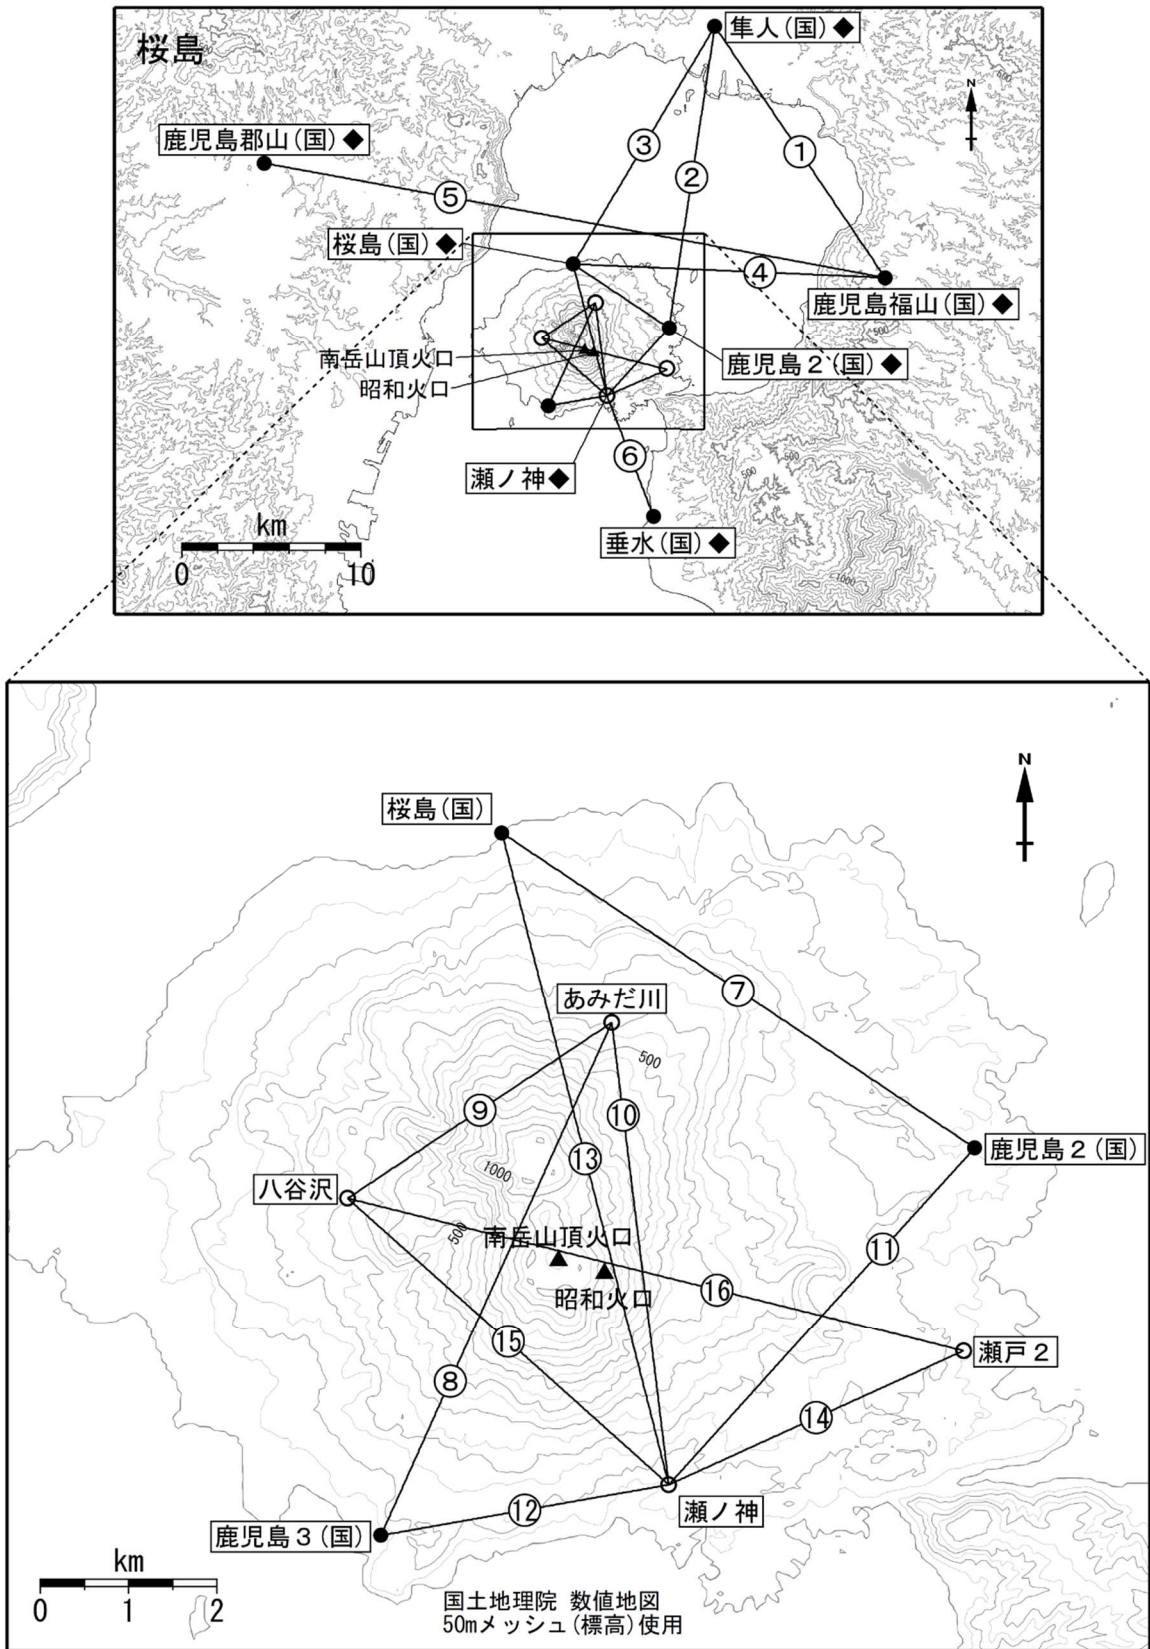 桜島
隼人(国)◆
N
600
鹿児島郡山(国)◆
③
①
②
⑤
桜島(国)◆
④
鹿児島福山(国)◆
500
南岳山頂火口
鹿児島２(国)◆
昭和火口
⑥
500
500
瀬ノ神◆
km
垂水(国)◆
0 10
1000
桜島(国)
N
⑦
あみだ川
500
⑨
⑩
鹿児島２(国)
⑬
1000
八谷沢
500
南岳山頂火口
⑪
昭和火口
⑯
⑮
瀬戸２
⑧
⑭
瀬ノ神
⑫
鹿児島３(国)
km
0 1 2
国土地理院 数値地図
50mメッシュ(標高)使用